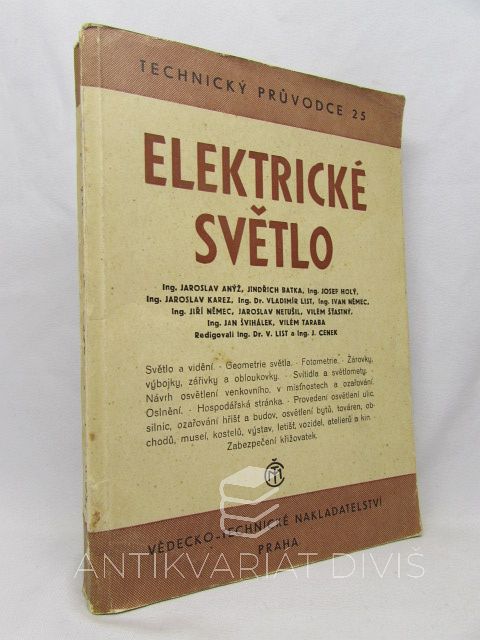 TECHNICKÝ PRŮVODCE 25
ELEKTRICKÉ
SVĚTLO
Ing. JAROSLAV ANÝŽ, JINDŘICH BATKA, Ing. JOSEF HOLÝ,
Ing. JAROSLAV KAREZ, Ing. Dr. VLADIMÍR LIST, Ing. IVAN NĚMEC,
Ing. JIŘÍ NĚMEC, JAROSLAV NETUŠIL, VILÉM ŠŤASTNÝ,
Ing. JAN ŠVIHÁLEK, VILÉM TARABA
Redigovali Ing. Dr. V. LIST a Ing. J. CENEK
Světlo a vidění. · Geometrie světla. · Fotometrie. · Žárovky,
výbojky, zářivky a obloukovky. · Svítidla a světlomety. ·
Návrh osvětlení venkovního, v místnostech a ozařování.
Oslnění. · Hospodářská stránka. · Provedení osvětlení ulic,
silnic, ozařování hřišť a budov, osvětlení bytů, továren, ob-
chodů, museí, kostelů, výstav, letišť, vozidel, atelierů a kin. ·
Zabezpečení křižovatek.
VĚDECKO-TECHNICKÉ NAKLADATELSTVÍ
PRAHA
ANTIKVARIÁT DIVIŠ